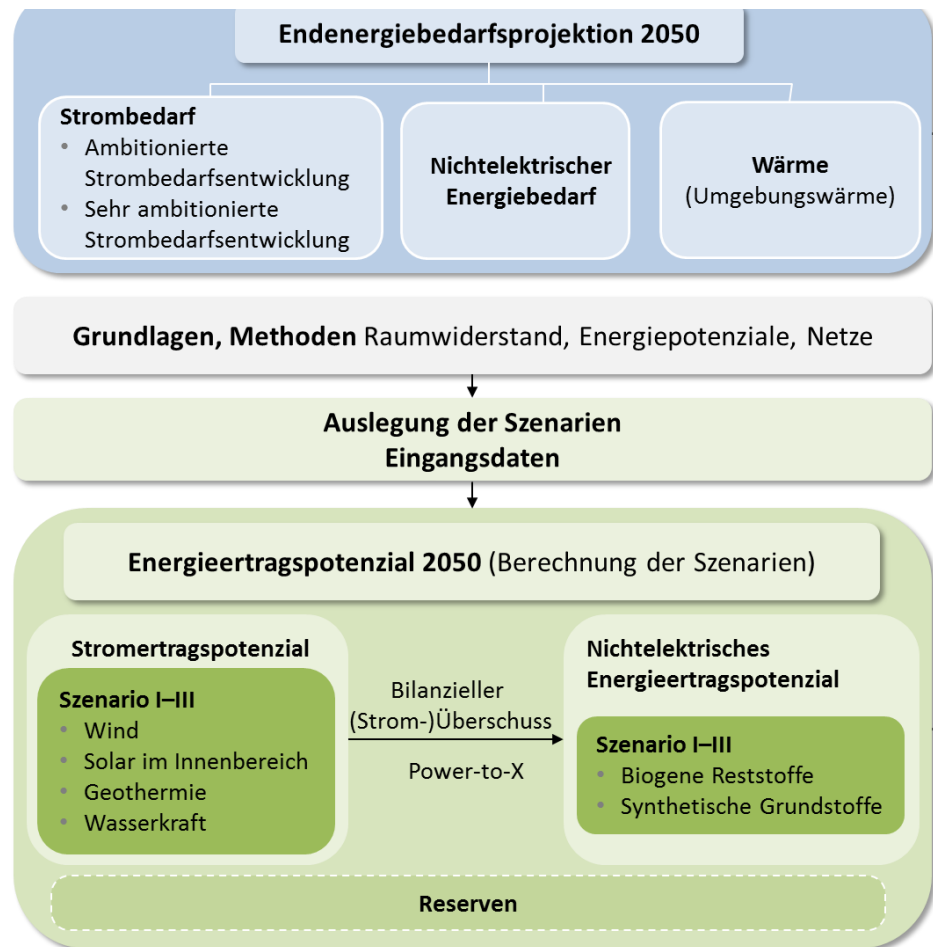 Endenergiebedarfsprojektion 2050
Strombedarf
• Ambitionierte
Strombedarfsentwicklung
• Sehr ambitionierte
Strombedarfsentwicklung
Nichtelektrischer
Energiebedarf
Wärme
(Umgebungswärme)
Grundlagen, Methoden Raumwiderstand, Energiepotenziale, Netze
Auslegung der Szenarien
Eingangsdaten
Energieertragspotenzial 2050 (Berechnung der Szenarien)
Stromertragspotenzial
Szenario I–III
• Wind
• Solar im Innenbereich
• Geothermie
• Wasserkraft
Bilanzieller
(Strom-)Überschuss
Power-to-X
Nichtelektrisches
Energieertragspotenzial
Szenario I–III
• Biogene Reststoffe
• Synthetische Grundstoffe
Reserven